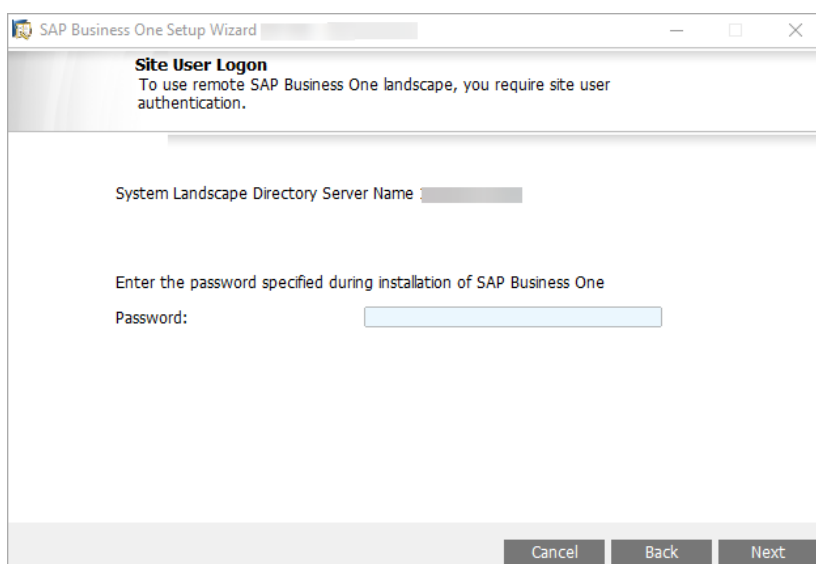 SAP Business One Setup Wizard
Site User Logon
To use remote SAP Business One landscape, you require site user
authentication.
System Landscape Directory Server Name
Enter the password specified during installation of SAP Business One
Password:
Cancel Back Next